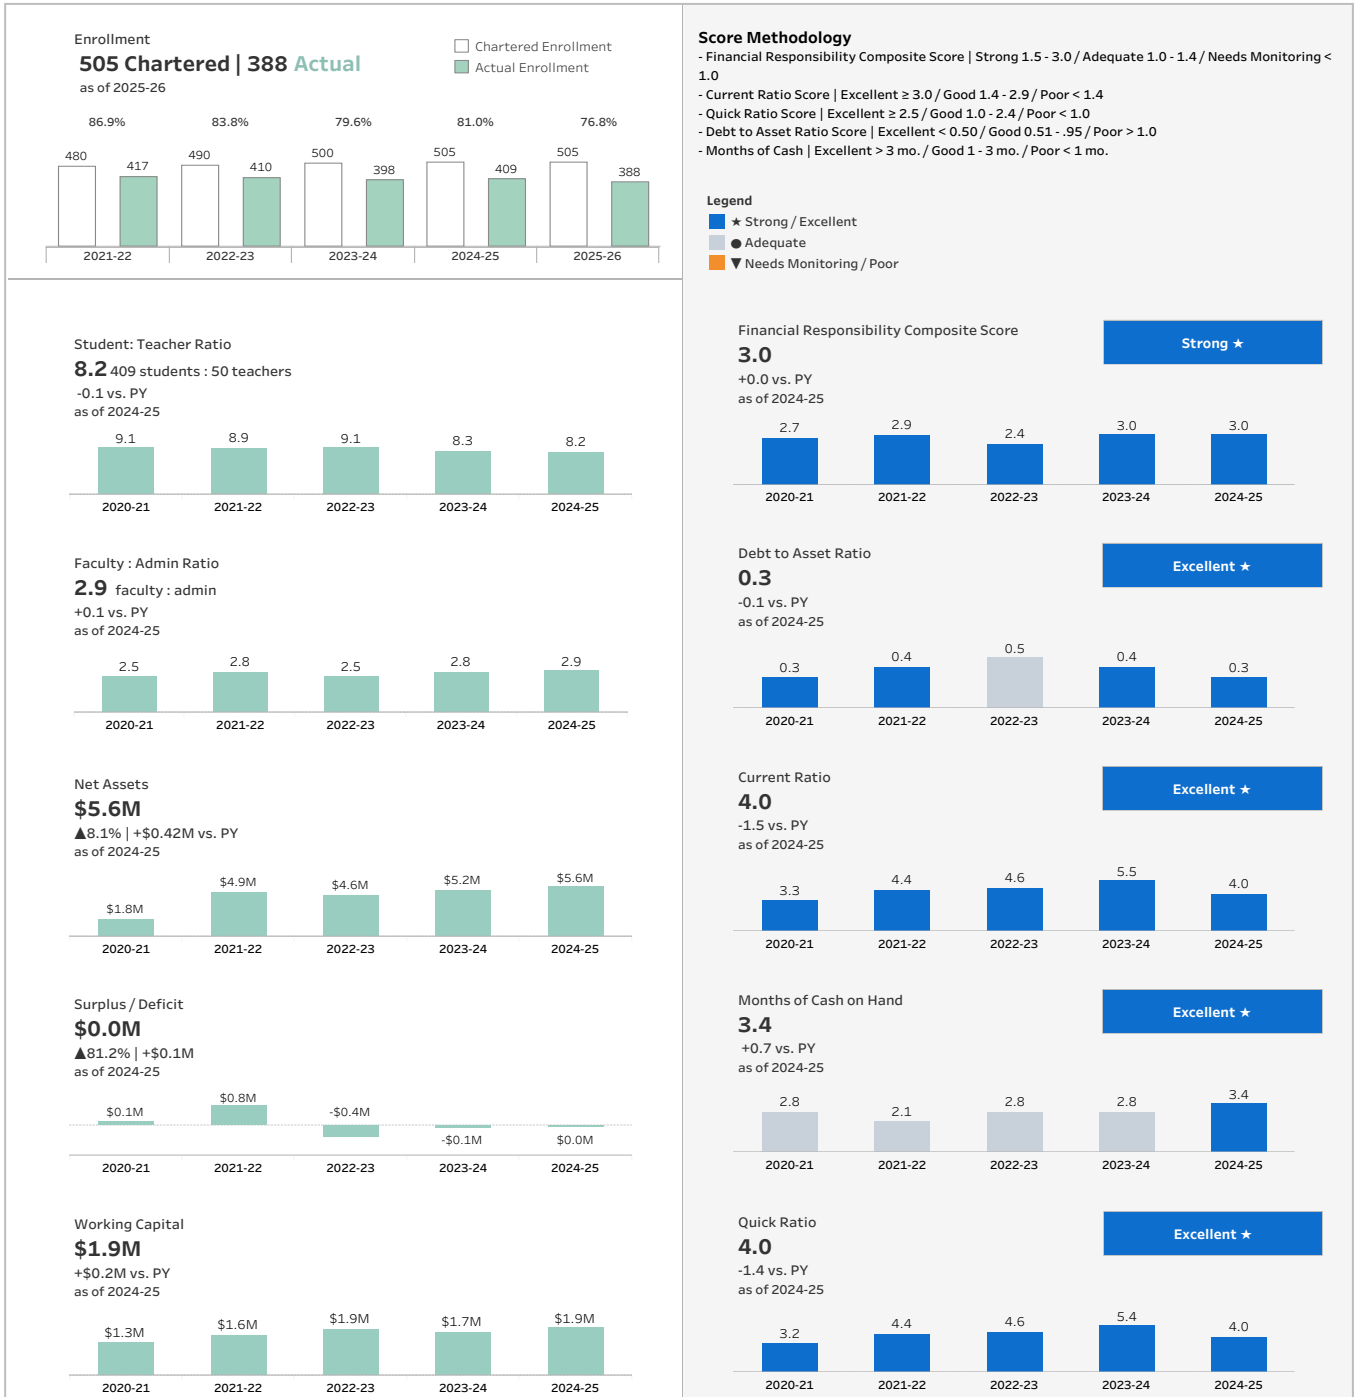 Enrollment
505 Chartered | 388 Actual
as of 2025-26
Chartered Enrollment
Actual Enrollment
86.9% 83.8% 79.6% 81.0% 76.8%
480 417 490 410 500 398 505 409 505 388
2021-22 2022-23 2023-24 2024-25 2025-26
Student: Teacher Ratio
8.2 409 students : 50 teachers
-0.1 vs. PY
as of 2024-25
9.1 8.9 9.1 8.3 8.2
2020-21 2021-22 2022-23 2023-24 2024-25
Faculty : Admin Ratio
2.9 faculty : admin
+0.1 vs. PY
as of 2024-25
2.5 2.8 2.5 2.8 2.9
2020-21 2021-22 2022-23 2023-24 2024-25
Net Assets
$5.6M
▲8.1% | +$0.42M vs. PY
as of 2024-25
$1.8M $4.9M $4.6M $5.2M $5.6M
2020-21 2021-22 2022-23 2023-24 2024-25
Surplus / Deficit
$0.0M
▲81.2% | +$0.1M
as of 2024-25
$0.1M $0.8M -$0.4M -$0.1M $0.0M
2020-21 2021-22 2022-23 2023-24 2024-25
Working Capital
$1.9M
+$0.2M vs. PY
as of 2024-25
$1.3M $1.6M $1.9M $1.7M $1.9M
2020-21 2021-22 2022-23 2023-24 2024-25
Score Methodology
- Financial Responsibility Composite Score | Strong 1.5 - 3.0 / Adequate 1.0 - 1.4 / Needs Monitoring <
1.0
- Current Ratio Score | Excellent ≥ 3.0 / Good 1.4 - 2.9 / Poor < 1.4
- Quick Ratio Score | Excellent ≥ 2.5 / Good 1.0 - 2.4 / Poor < 1.0
- Debt to Asset Ratio Score | Excellent < 0.50 / Good 0.51 - .95 / Poor > 1.0
- Months of Cash | Excellent > 3 mo. / Good 1 - 3 mo. / Poor < 1 mo.
Legend
★ Strong / Excellent
● Adequate
▼ Needs Monitoring / Poor
Financial Responsibility Composite Score
3.0
+0.0 vs. PY
as of 2024-25
Strong ★
2.7 2.9 2.4 3.0 3.0
2020-21 2021-22 2022-23 2023-24 2024-25
Debt to Asset Ratio
0.3
-0.1 vs. PY
as of 2024-25
Excellent ★
0.3 0.4 0.5 0.4 0.3
2020-21 2021-22 2022-23 2023-24 2024-25
Current Ratio
4.0
-1.5 vs. PY
as of 2024-25
Excellent ★
3.3 4.4 4.6 5.5 4.0
2020-21 2021-22 2022-23 2023-24 2024-25
Months of Cash on Hand
3.4
+0.7 vs. PY
as of 2024-25
Excellent ★
2.8 2.1 2.8 2.8 3.4
2020-21 2021-22 2022-23 2023-24 2024-25
Quick Ratio
4.0
-1.4 vs. PY
as of 2024-25
Excellent ★
3.2 4.4 4.6 5.4 4.0
2020-21 2021-22 2022-23 2023-24 2024-25